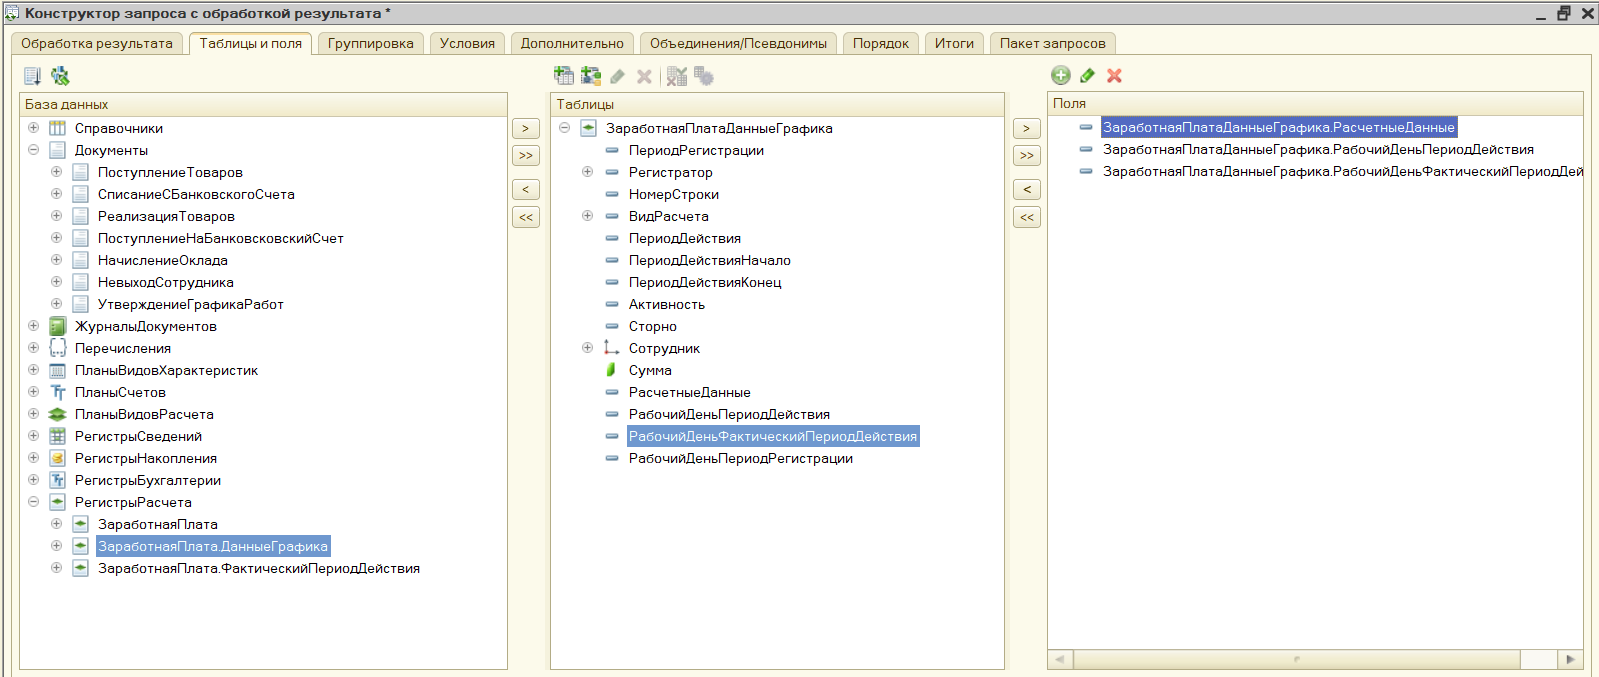 Конструктор запроса с обработкой результата *
Обработка результата
Таблицы и поля
Группировка
Условия
Дополнительно
Объединения/Псевдонимы
Порядок
Итоги
Пакет запросов
База данных
Справочники
Документы
ПоступлениеТоваров
СписаниеСБанковскогоСчета
РеализацияТоваров
ПоступлениеНаБанковсковскийСчет
НачислениеОклада
НевыходСотрудника
УтверждениеГрафикаРабот
ЖурналыДокументов
Перечисления
ПланыВидовХарактеристик
ПланыСчетов
ПланыВидовРасчета
РегистрыСведений
РегистрыНакопления
РегистрыБухгалтерии
РегистрыРасчета
ЗаработнаяПлата
ЗаработнаяПлата.ДанныеГрафика
ЗаработнаяПлата.ФактическийПериодДействия
>
>>
<
<<
Таблицы
ЗаработнаяПлатаДанныеГрафика
ПериодРегистрации
Регистратор
НомерСтроки
ВидРасчета
ПериодДействия
ПериодДействияНачало
ПериодДействияКонец
Активность
Сторно
Сотрудник
Сумма
РасчетныеДанные
РабочийДеньПериодДействия
РабочийДеньФактическийПериодДействия
РабочийДеньПериодРегистрации
>
>>
<
<<
Поля
ЗаработнаяПлатаДанныеГрафика.РасчетныеДанные
ЗаработнаяПлатаДанныеГрафика.РабочийДеньПериодДействия
ЗаработнаяПлатаДанныеГрафика.РабочийДеньФактическийПериодДей